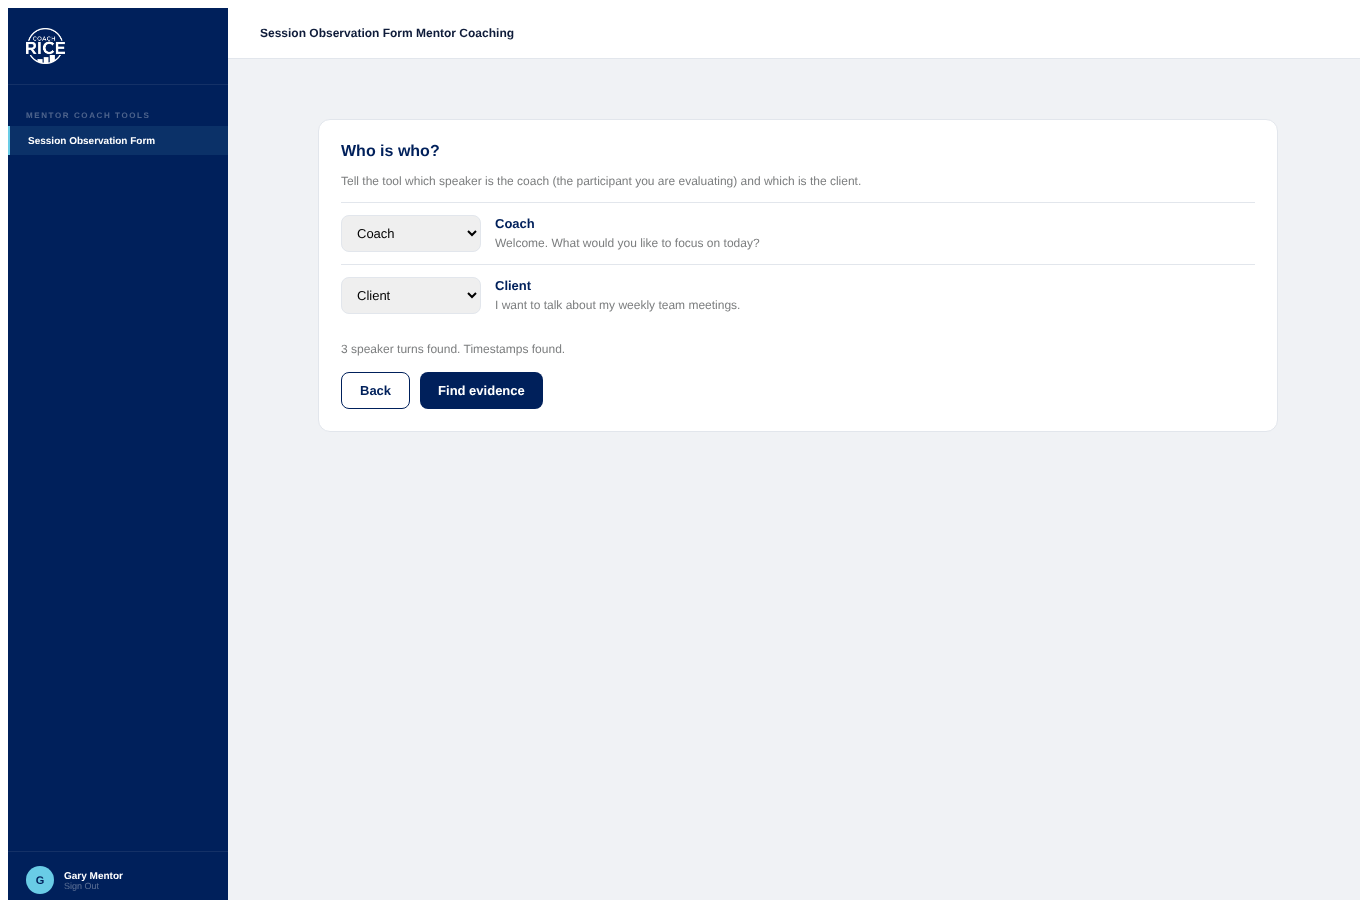 COACH
RICE
Session Observation Form Mentor Coaching
MENTOR COACH TOOLS
Session Observation Form
Who is who?
Tell the tool which speaker is the coach (the participant you are evaluating) and which is the client.
Coach
Coach
Welcome. What would you like to focus on today?
Client
Client
I want to talk about my weekly team meetings.
3 speaker turns found. Timestamps found.
Back
Find evidence
G
Gary Mentor
Sign Out